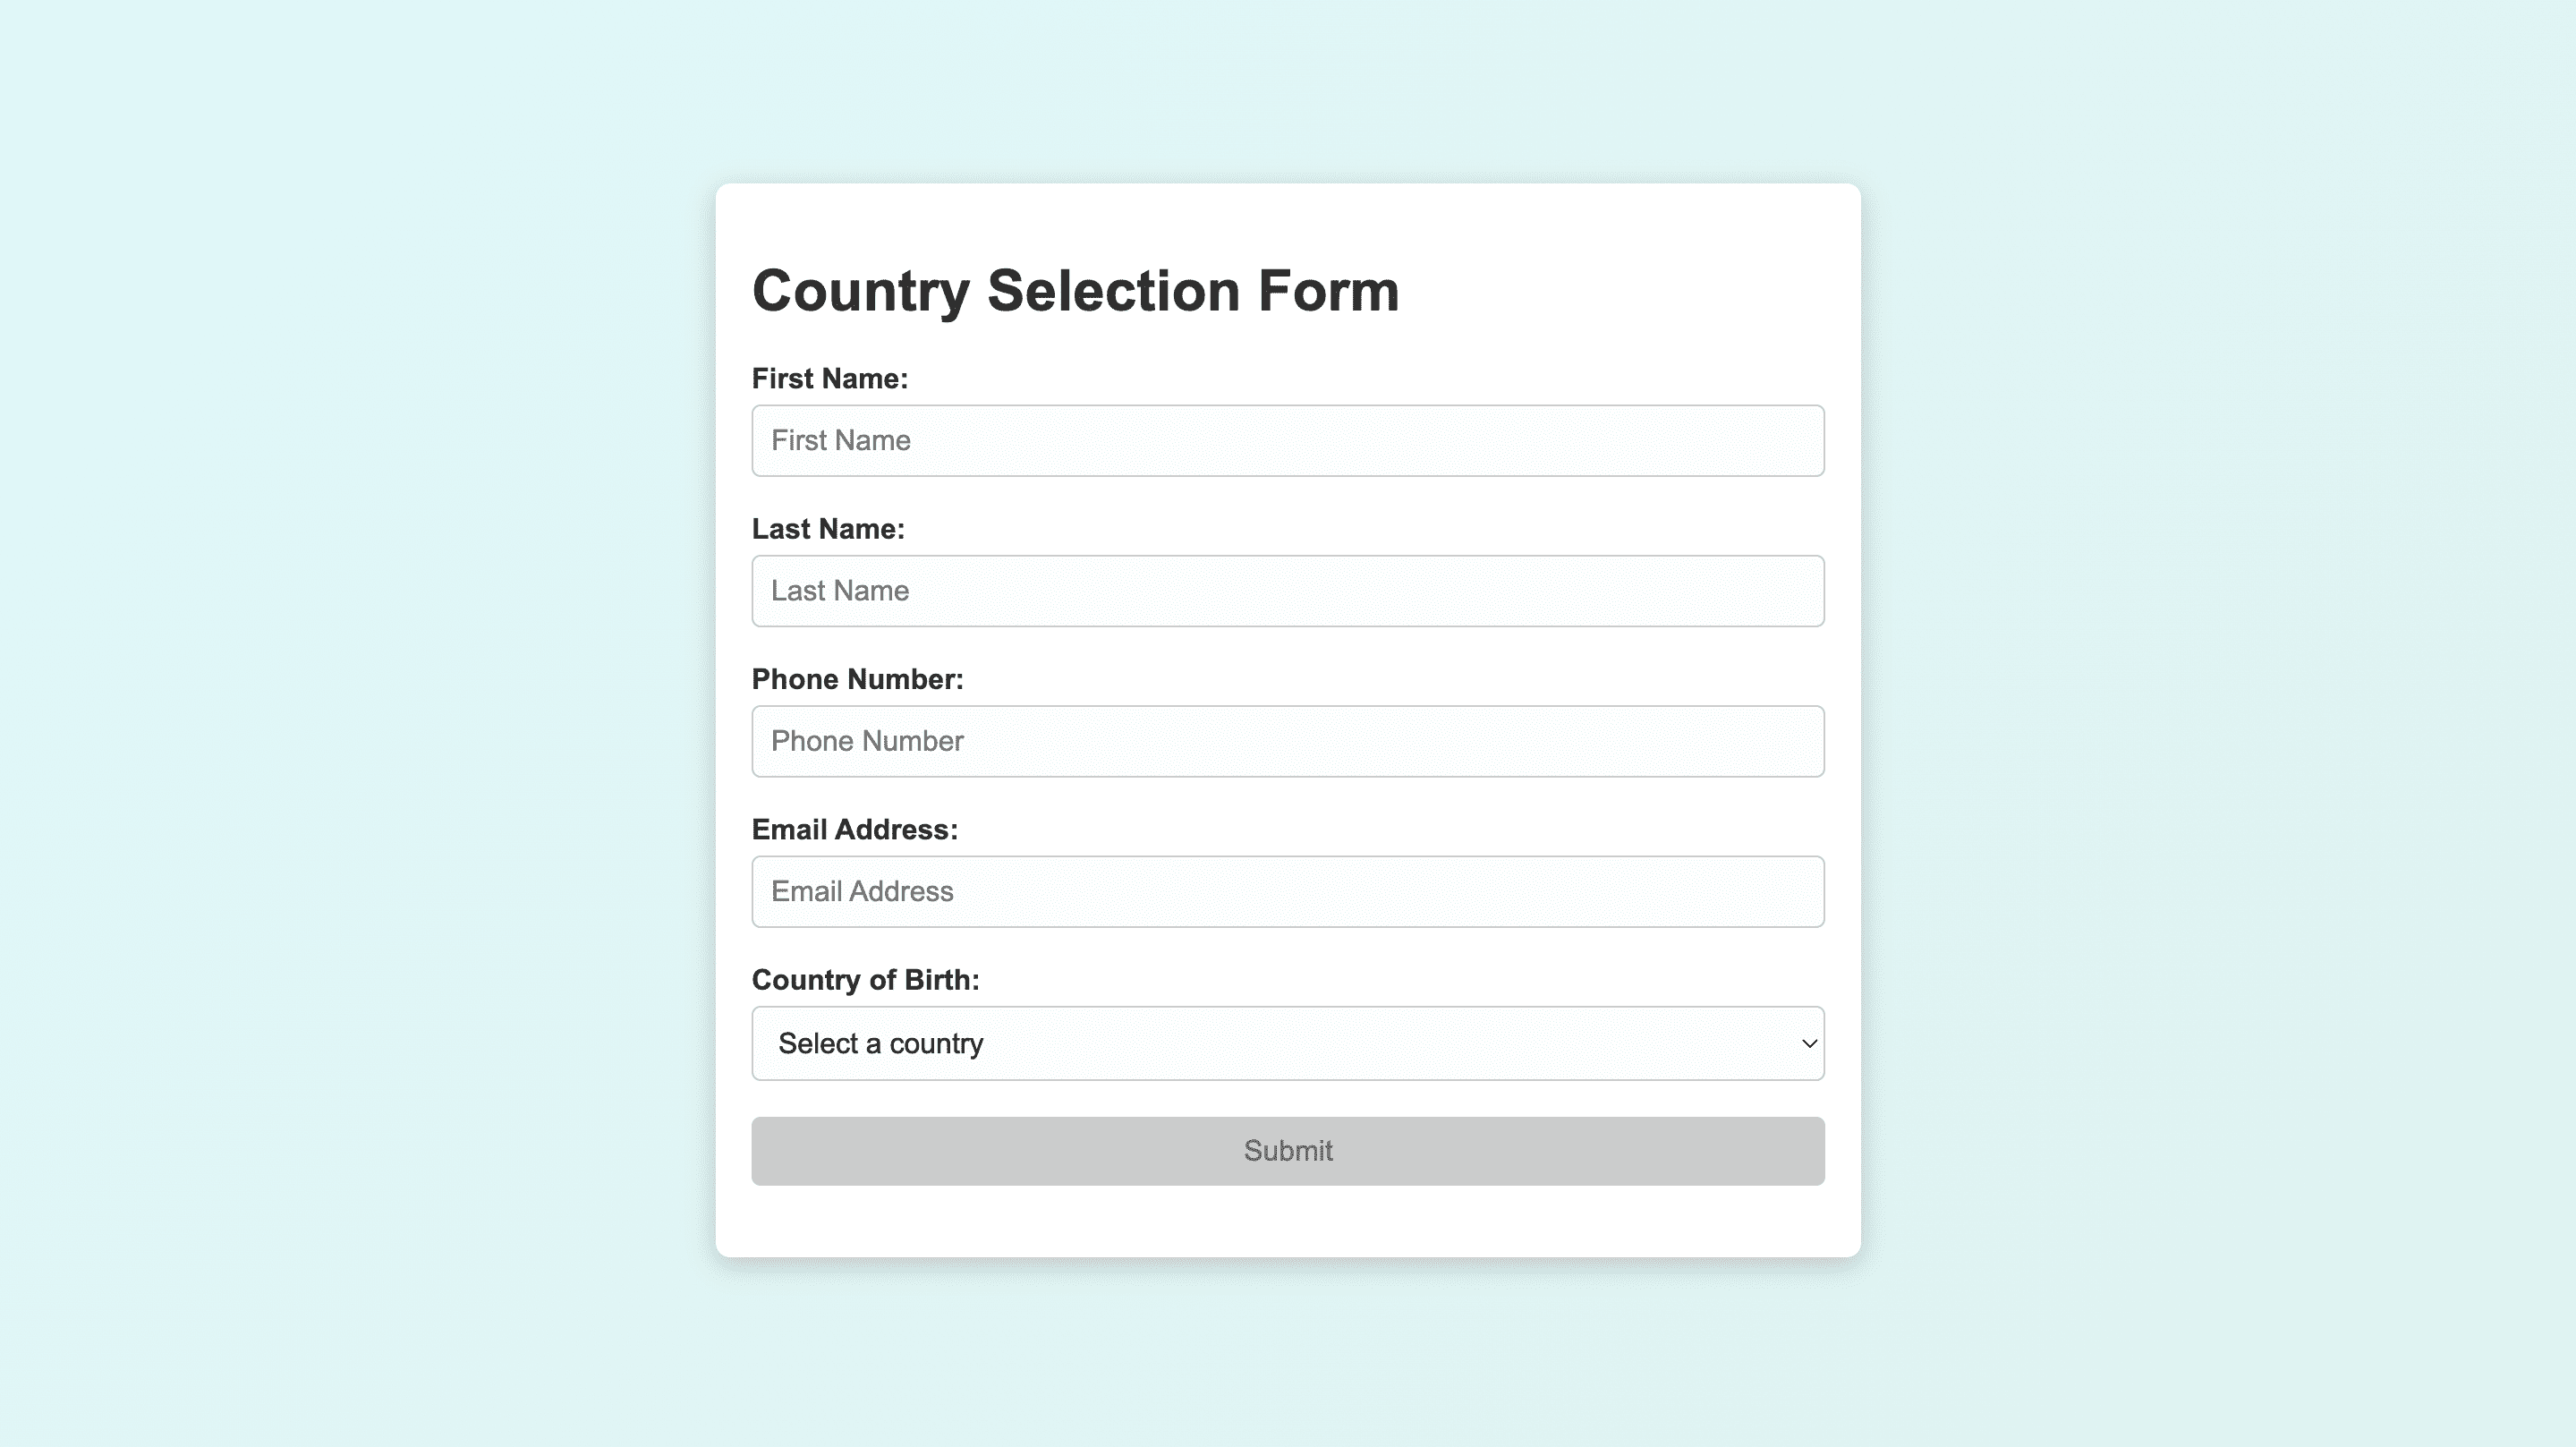 Country Selection Form
First Name:
First Name
Last Name:
Last Name
Phone Number:
Phone Number
Email Address:
Email Address
Country of Birth:
Select a country
Submit